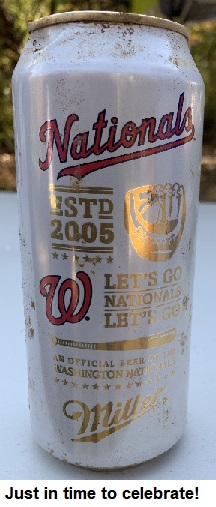 Nationals
ESTD
2005
W
LET'S GO
NATIONALS
LET'S GO
AN OFFICIAL BEER OF THE
WASHINGTON NATIONALS
Miller
Just in time to celebrate!